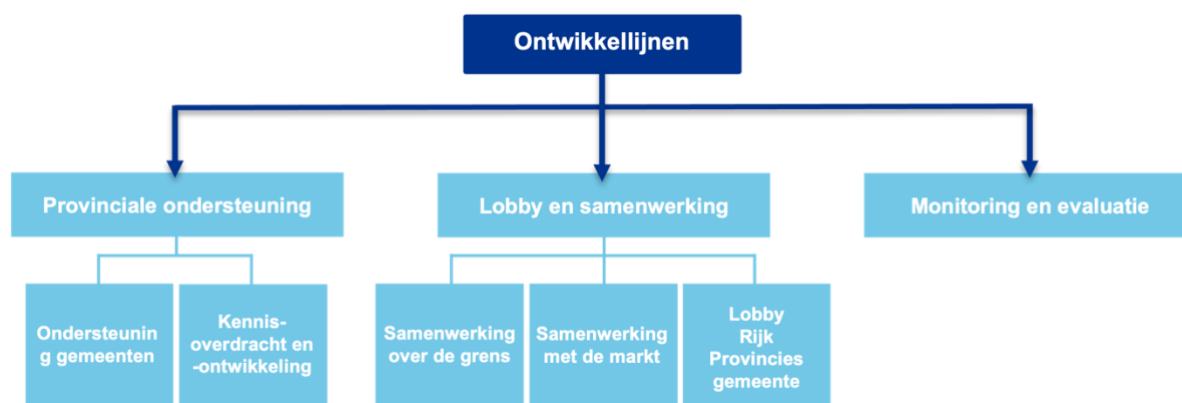 Ontwikkellijnen
Provinciale ondersteuning
Lobby en samenwerking
Monitoring en evaluatie
Ondersteunin
g gemeenten
Kennis-
overdracht en
-ontwikkeling
Samenwerking
over de grens
Samenwerking
met de markt
Lobby
Rijk
Provincies
gemeente